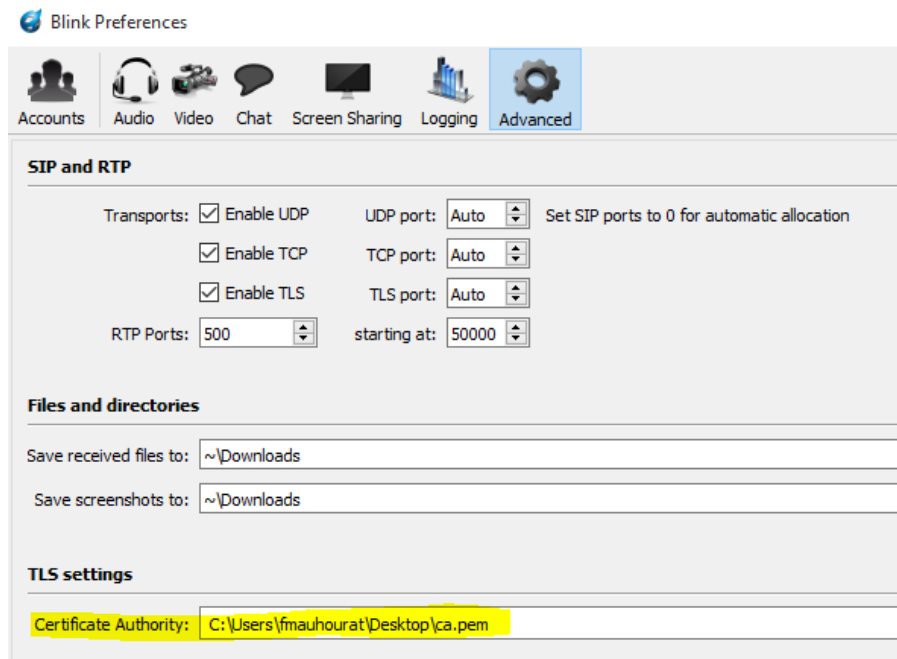 Blink Preferences
Accounts Audio Video Chat Screen Sharing Logging Advanced
SIP and RTP
Transports: Enable UDP UDP port: Auto Set SIP ports to 0 for automatic allocation
Enable TCP TCP port: Auto
Enable TLS TLS port: Auto
RTP Ports: 500 starting at: 50000
Files and directories
Save received files to: ~\Downloads
Save screenshots to: ~\Downloads
TLS settings
Certificate Authority: C:\Users\fmauhourat\Desktop\ca.pem